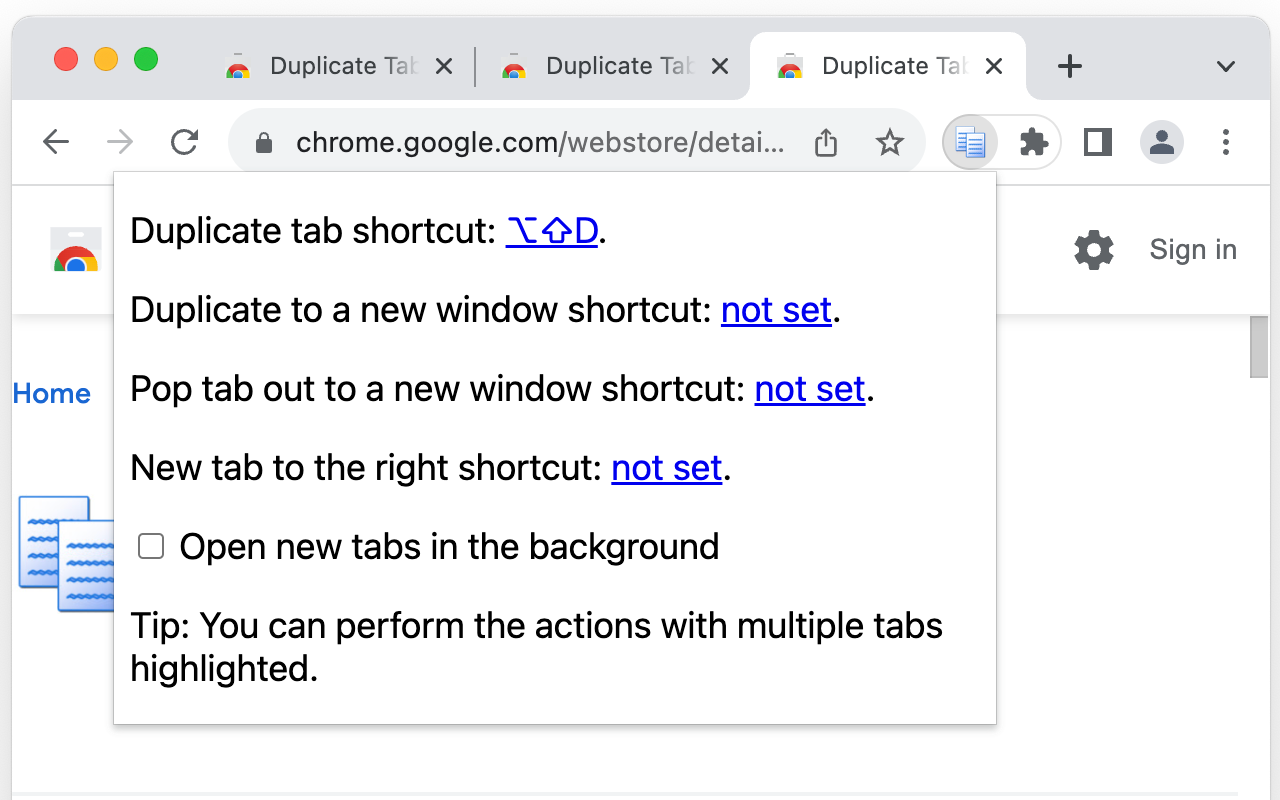 Duplicate Tab
Duplicate Tab
Duplicate Tab
chrome.google.com/webstore/detai...
Duplicate tab shortcut: ⌥⇧D.
Sign in
Duplicate to a new window shortcut: not set.
Home
Pop tab out to a new window shortcut: not set.
New tab to the right shortcut: not set.
Open new tabs in the background
Tip: You can perform the actions with multiple tabs
highlighted.